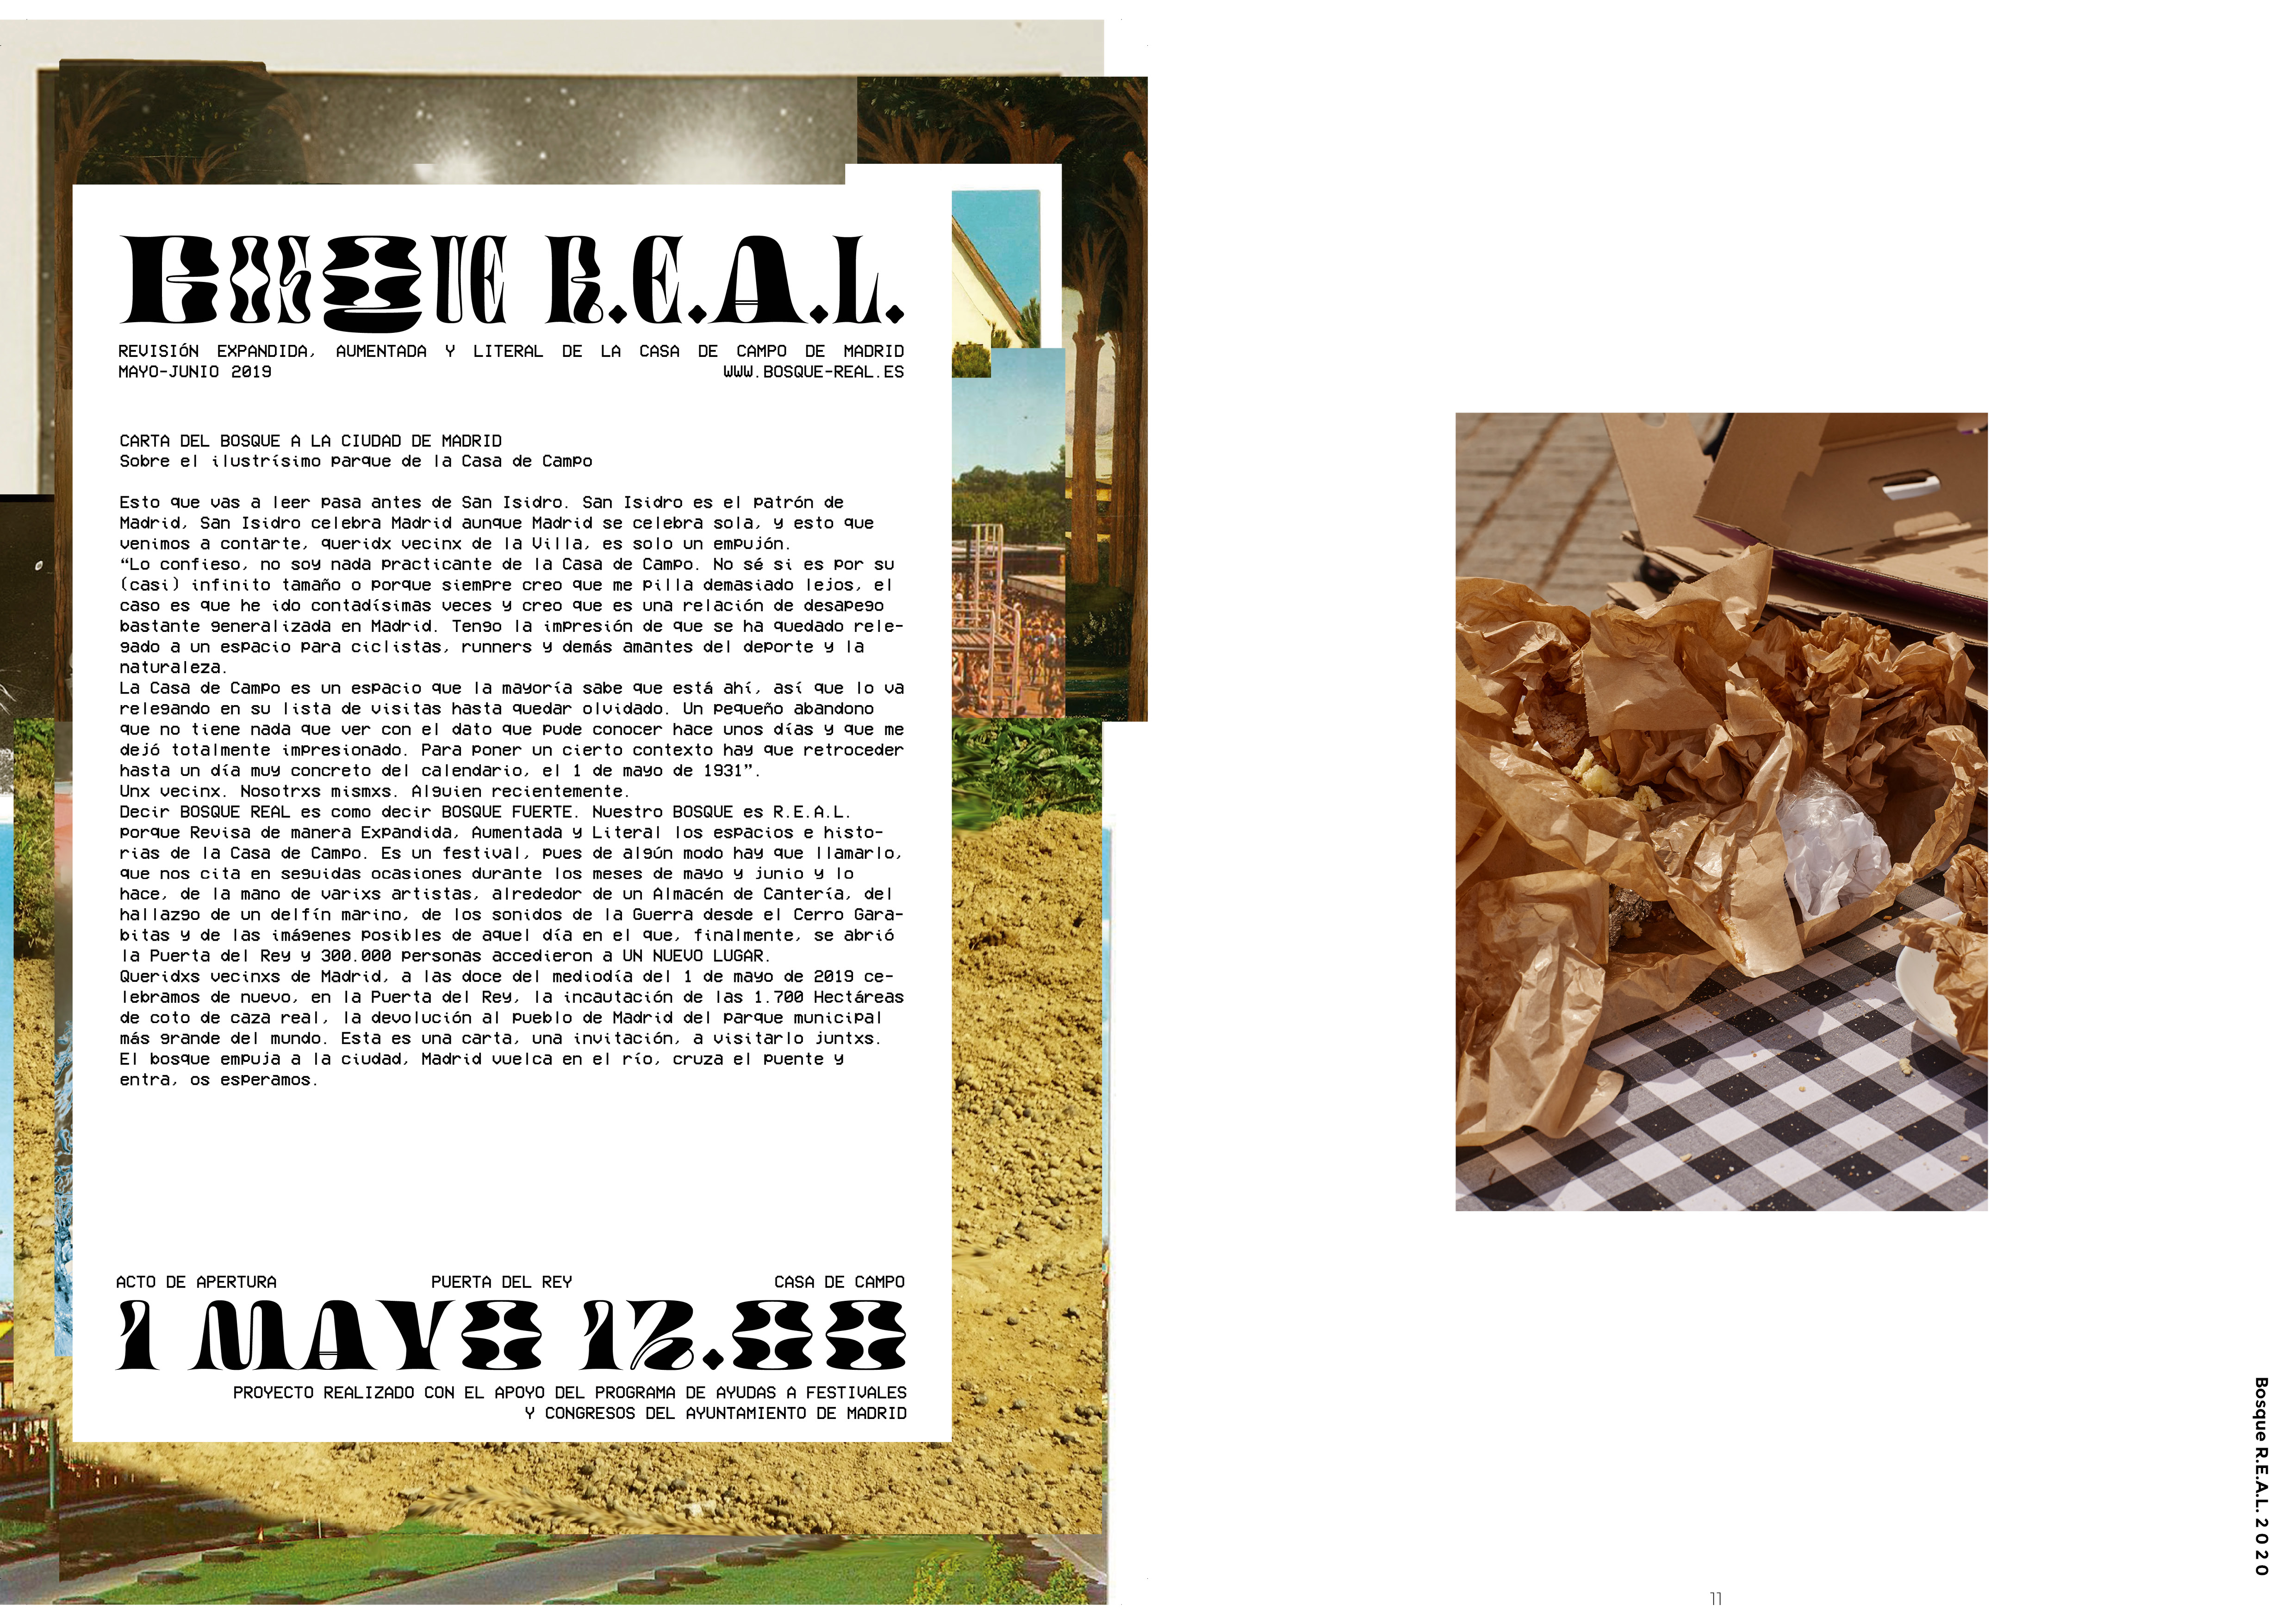 BOSQUE R.E.A.L.
REVISIÓN EXPANDIDA, AUMENTADA Y LITERAL DE LA CASA DE CAMPO DE MADRID
MAYO-JUNIO 2019 WWW.BOSQUE-REAL.ES
CARTA DEL BOSQUE A LA CIUDAD DE MADRID
Sobre el ilustrísimo parque de la Casa de Campo
Esto que vas a leer pasa antes de San Isidro. San Isidro es el patrón de
Madrid, San Isidro celebra Madrid aunque Madrid se celebra sola, y esto que
venimos a contarte, queridx vecinx de la Villa, es solo un empujón.
“Lo confieso, no soy nada practicante de la Casa de Campo. No sé si es por su
(casi) infinito tamaño o porque siempre creo que me pilla demasiado lejos, el
caso es que he ido contadísimas veces y creo que es una relación de desapego
bastante generalizada en Madrid. Tengo la impresión de que se ha quedado rele-
gado a un espacio para ciclistas, runners y demás amantes del deporte y la
naturaleza.
La Casa de Campo es un espacio que la mayoría sabe que está ahí, así que lo va
relegando en su lista de visitas hasta quedar olvidado. Un pequeño abandono
que no tiene nada que ver con el dato que pude conocer hace unos días y que me
dejó totalmente impresionado. Para poner un cierto contexto hay que retroceder
hasta un día muy concreto del calendario, el 1 de mayo de 1931”.
Unx vecinx. Nosotrxs mismxs. Alguien recientemente.
Decir BOSQUE REAL es como decir BOSQUE FUERTE. Nuestro BOSQUE es R.E.A.L.
porque Revisa de manera Expandida, Aumentada y Literal los espacios e histo-
rias de la Casa de Campo. Es un festival, pues de algún modo hay que llamarlo,
que nos cita en seguidas ocasiones durante los meses de mayo y junio y lo
hace, de la mano de varixs artistas, alrededor de un Almacén de Cantería, del
hallazgo de un delfín marino, de los sonidos de la Guerra desde el Cerro Gara-
bitas y de las imágenes posibles de aquel día en el que, finalmente, se abrió
la Puerta del Rey y 300.000 personas accedieron a UN NUEVO LUGAR.
Queridxs vecinxs de Madrid, a las doce del mediodía del 1 de mayo de 2019 ce-
lebramos de nuevo, en la Puerta del Rey, la incautación de las 1.700 Hectáreas
de coto de caza real, la devolución al pueblo de Madrid del parque municipal
más grande del mundo. Esta es una carta, una invitación, a visitarlo juntxs.
El bosque empuja a la ciudad, Madrid vuelca en el río, cruza el puente y
entra, os esperamos.
ACTO DE APERTURA PUERTA DEL REY CASA DE CAMPO
1 MAYO 12.00
PROYECTO REALIZADO CON EL APOYO DEL PROGRAMA DE AYUDAS A FESTIVALES
Y CONGRESOS DEL AYUNTAMIENTO DE MADRID
Bosque R.E.A.L. 2020
11